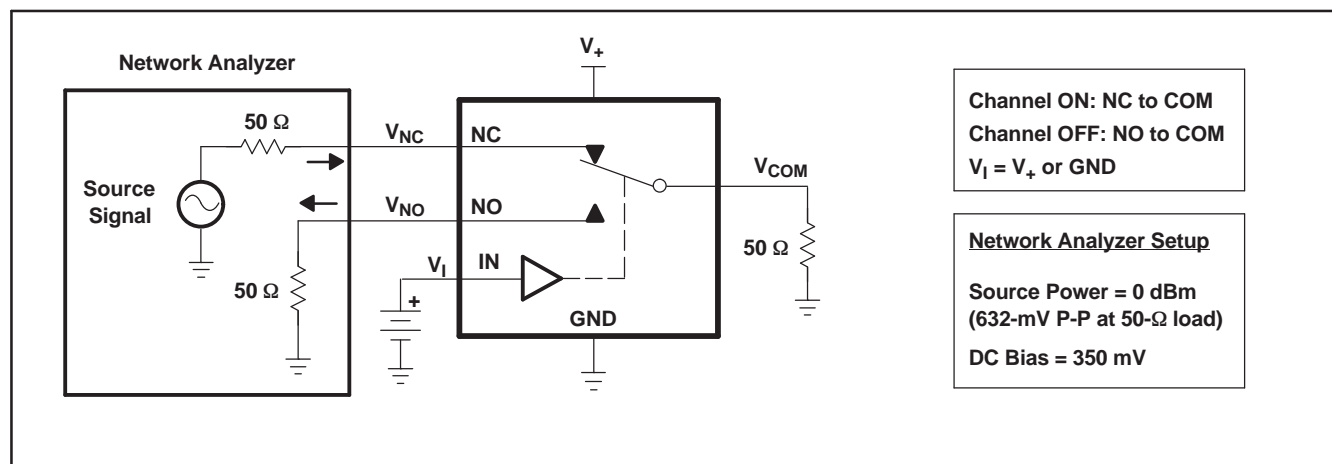 Network Analyzer
50 Ω
Source
Signal
50 Ω
V+
VNC
NC
VNO
NO
VI
IN
+
GND
VCOM
50 Ω
Channel ON: NC to COM
Channel OFF: NO to COM
VI = V+ or GND
Network Analyzer Setup
Source Power = 0 dBm
(632-mV P-P at 50-Ω load)
DC Bias = 350 mV